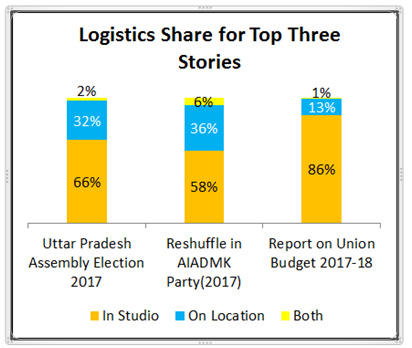 Logistics Share for Top Three
Stories
2% 6% 1%
32% 36% 13%
66% 58% 86%
Uttar Pradesh
Assembly Election
2017
Reshuffle in
AIADMK
Party(2017)
Report on Union
Budget 2017-18
In Studio On Location Both